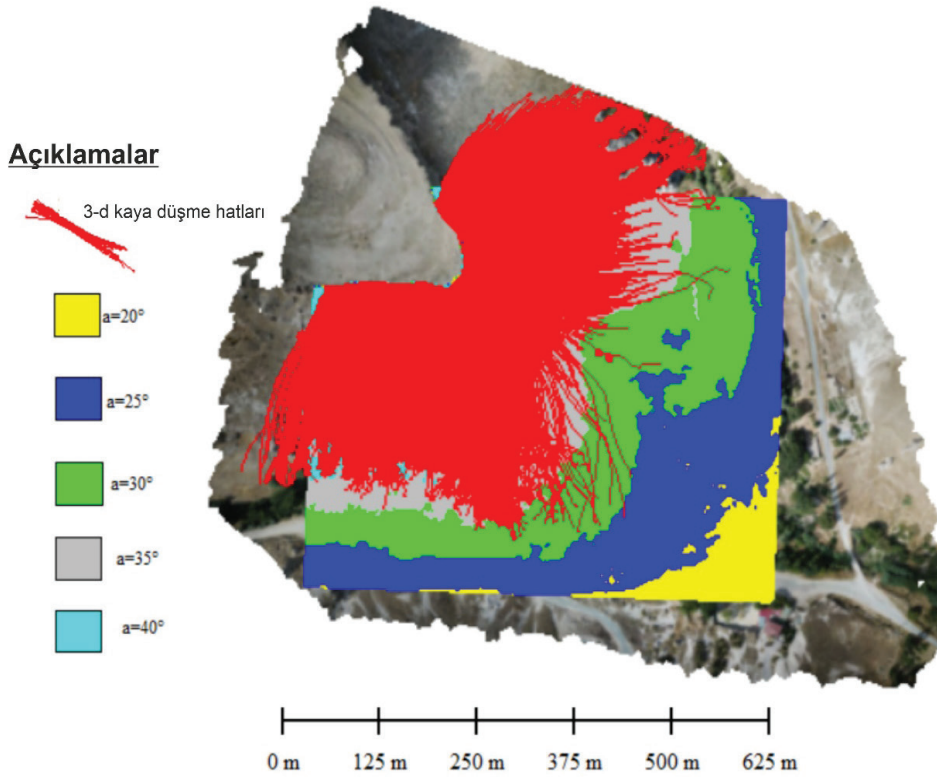 Açıklamalar
3-d kaya düşme hatları
a=20°
a=25°
a=30°
a=35°
a=40°
0 m 125 m 250 m 375 m 500 m 625 m